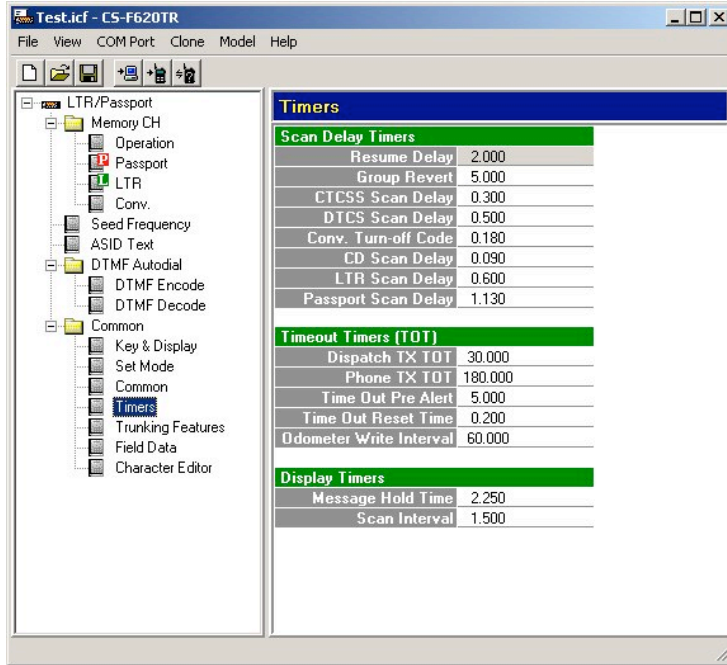 Test.icf - CS-F620TR
File View COM Port Clone Model Help
LTR/Passport
Memory CH
Operation
P Passport
L LTR
Conv.
Seed Frequency
ASID Text
DTMF Autodial
DTMF Encode
DTMF Decode
Common
Key & Display
Set Mode
Common
Timers
Trunking Features
Field Data
Character Editor
Timers
Scan Delay Timers
Resume Delay 2.000
Group Revert 5.000
CTCSS Scan Delay 0.300
DTCS Scan Delay 0.500
Conv. Turn-off Code 0.180
CD Scan Delay 0.090
LTR Scan Delay 0.600
Passport Scan Delay 1.130
Timeout Timers (TOT)
Dispatch TX TOT 30.000
Phone TX TOT 180.000
Time Out Pre Alert 5.000
Time Out Reset Time 0.200
Odometer Write Interval 60.000
Display Timers
Message Hold Time 2.250
Scan Interval 1.500